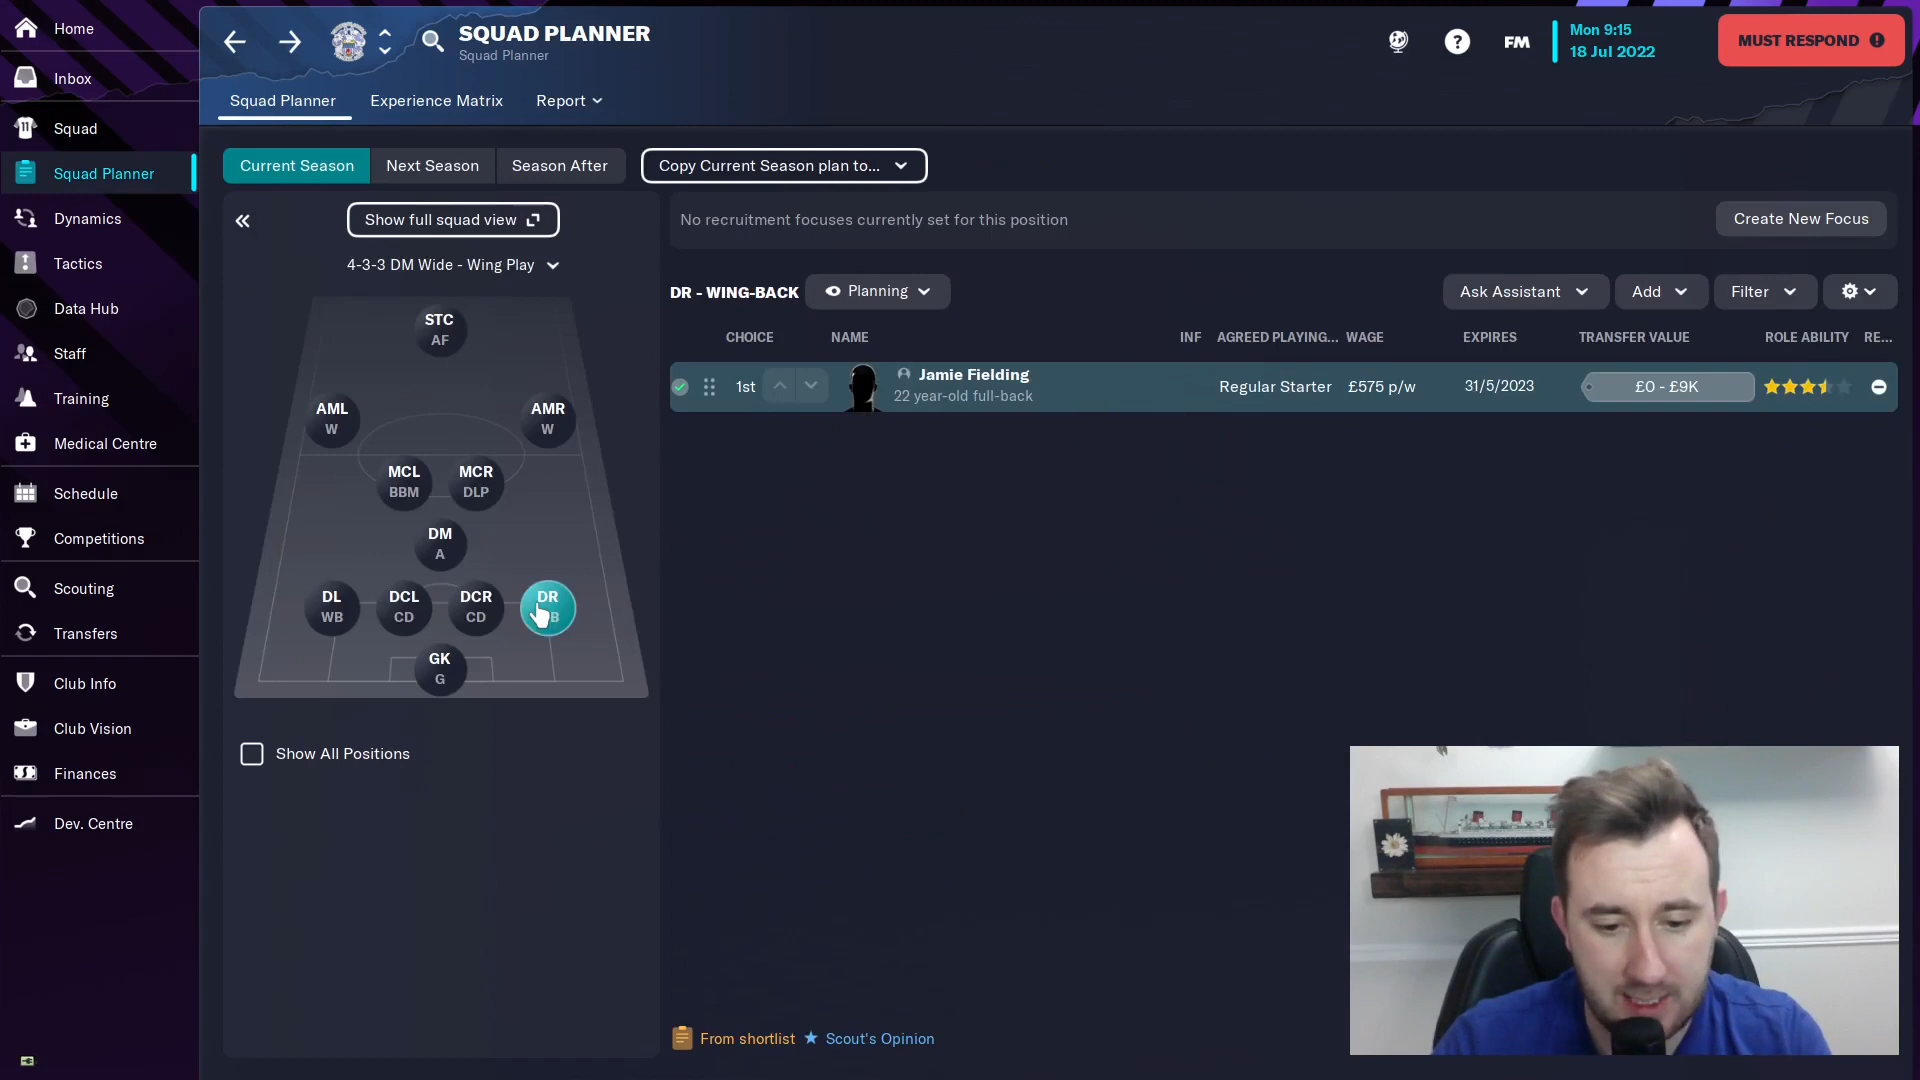 Home
Inbox
Squad
Squad Planner
Dynamics
Tactics
Data Hub
Staff
Training
Medical Centre
Schedule
Competitions
Scouting
Transfers
Club Info
Club Vision
Finances
Dev. Centre
SQUAD PLANNER
Squad Planner
FM
Mon 9:15
18 Jul 2022
MUST RESPOND
Squad Planner Experience Matrix Report
Current Season Next Season Season After Copy Current Season plan to...
Show full squad view
4-3-3 DM Wide - Wing Play
STC
AF
AML
W
AMR
W
MCL
BBM
MCR
DLP
DM
A
DL
WB
DCL
CD
DCR
CD
DR
B
GK
G
Show All Positions
No recruitment focuses currently set for this position Create New Focus
DR - WING-BACK Planning Ask Assistant Add Filter
CHOICE NAME INF AGREED PLAYING... WAGE EXPIRES TRANSFER VALUE ROLE ABILITY RE...
1st Jamie Fielding Regular Starter £575 p/w 31/5/2023 £0 - £9K
22 year-old full-back
From shortlist Scout's Opinion